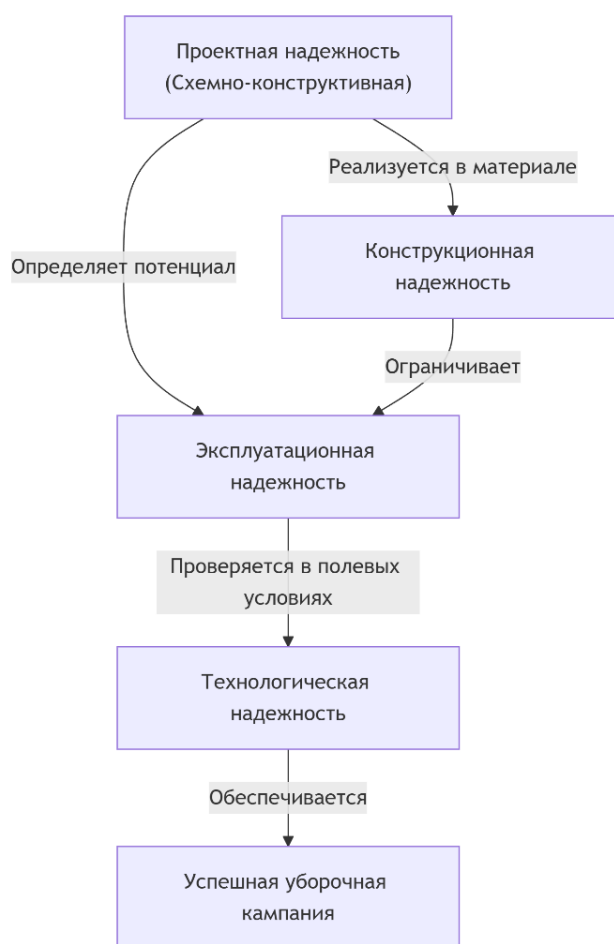 Проектная надежность
(Схемно-конструктивная)
Реализуется в материале
Конструкционная
надежность
Определяет потенциал
Ограничивает
Эксплуатационная
надежность
Проверяется в полевых
условиях
Технологическая
надежность
Обеспечивается
Успешная уборочная
кампания